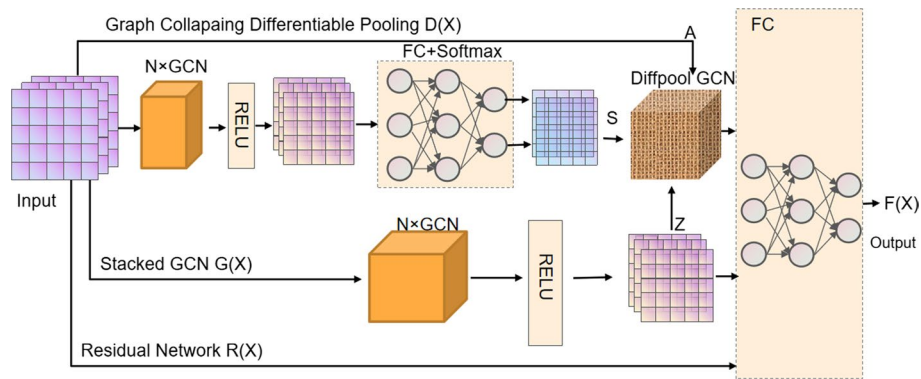 Graph Collapaing Differentiable Pooling D(X)
A
FC
FC+Softmax
N×GCN
Diffpool GCN
RELU
S
Input
Z
F(X)
Output
N×GCN
Stacked GCN G(X)
RELU
Residual Network R(X)